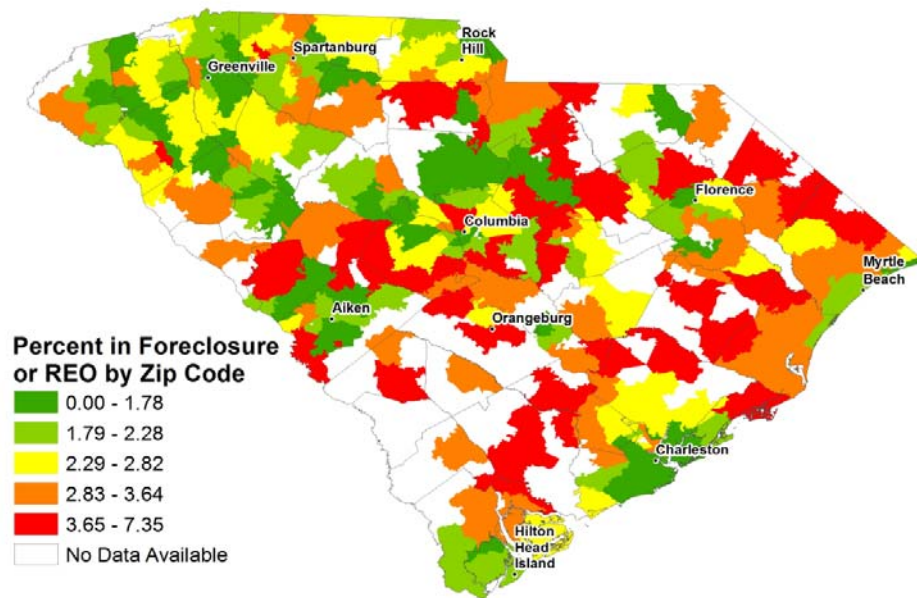 Rock
Hill
Spartanburg
Greenville
Florence
Columbia
Myrtle
Beach
Aiken
Orangeburg
Percent in Foreclosure
or REO by Zip Code
0.00 - 1.78
1.79 - 2.28
2.29 - 2.82
2.83 - 3.64
3.65 - 7.35
No Data Available
Charleston
Hilton
Head
Island